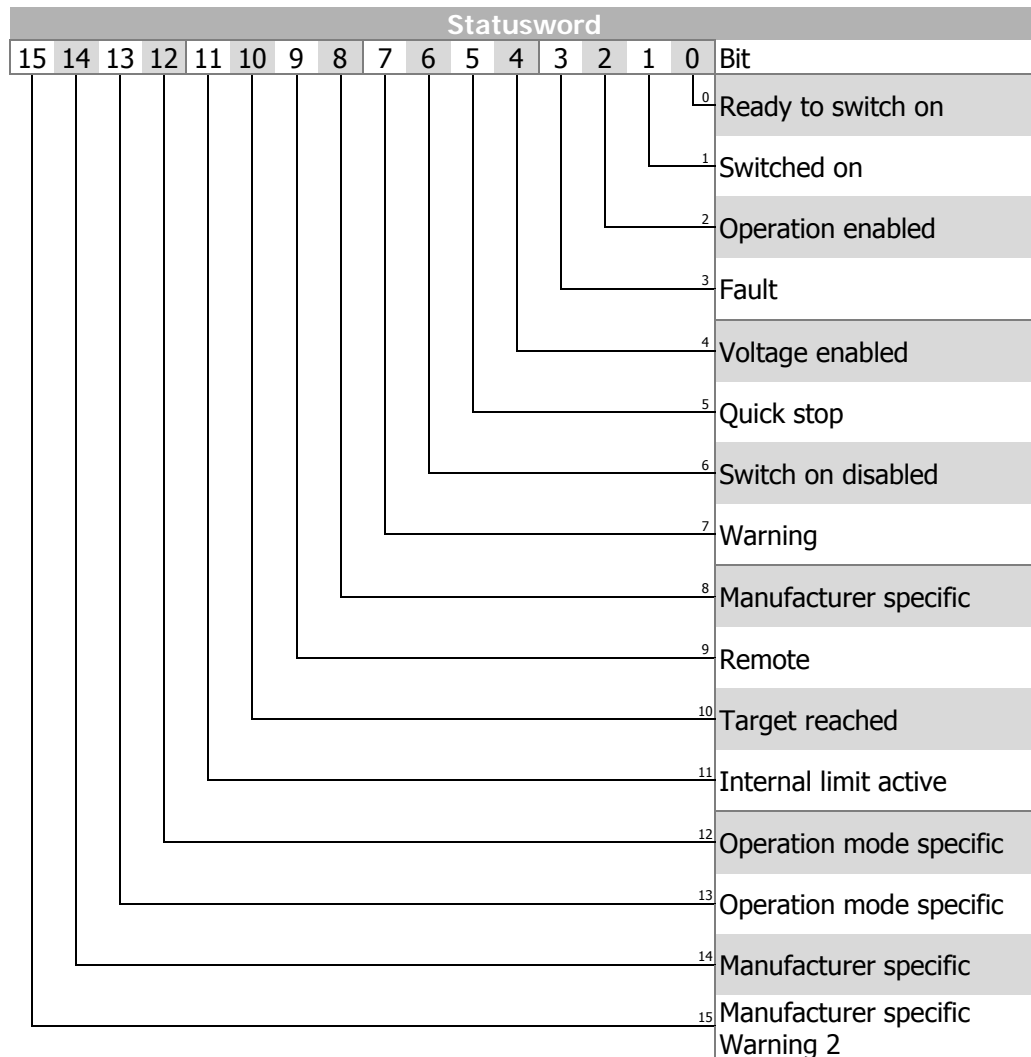 Statusword
15 14 13 12 11 10 9 8 7 6 5 4 3 2 1 0 Bit
0 Ready to switch on
1 Switched on
2 Operation enabled
3 Fault
4 Voltage enabled
5 Quick stop
6 Switch on disabled
7 Warning
8 Manufacturer specific
9 Remote
10 Target reached
11 Internal limit active
12 Operation mode specific
13 Operation mode specific
14 Manufacturer specific
15 Manufacturer specific
Warning 2